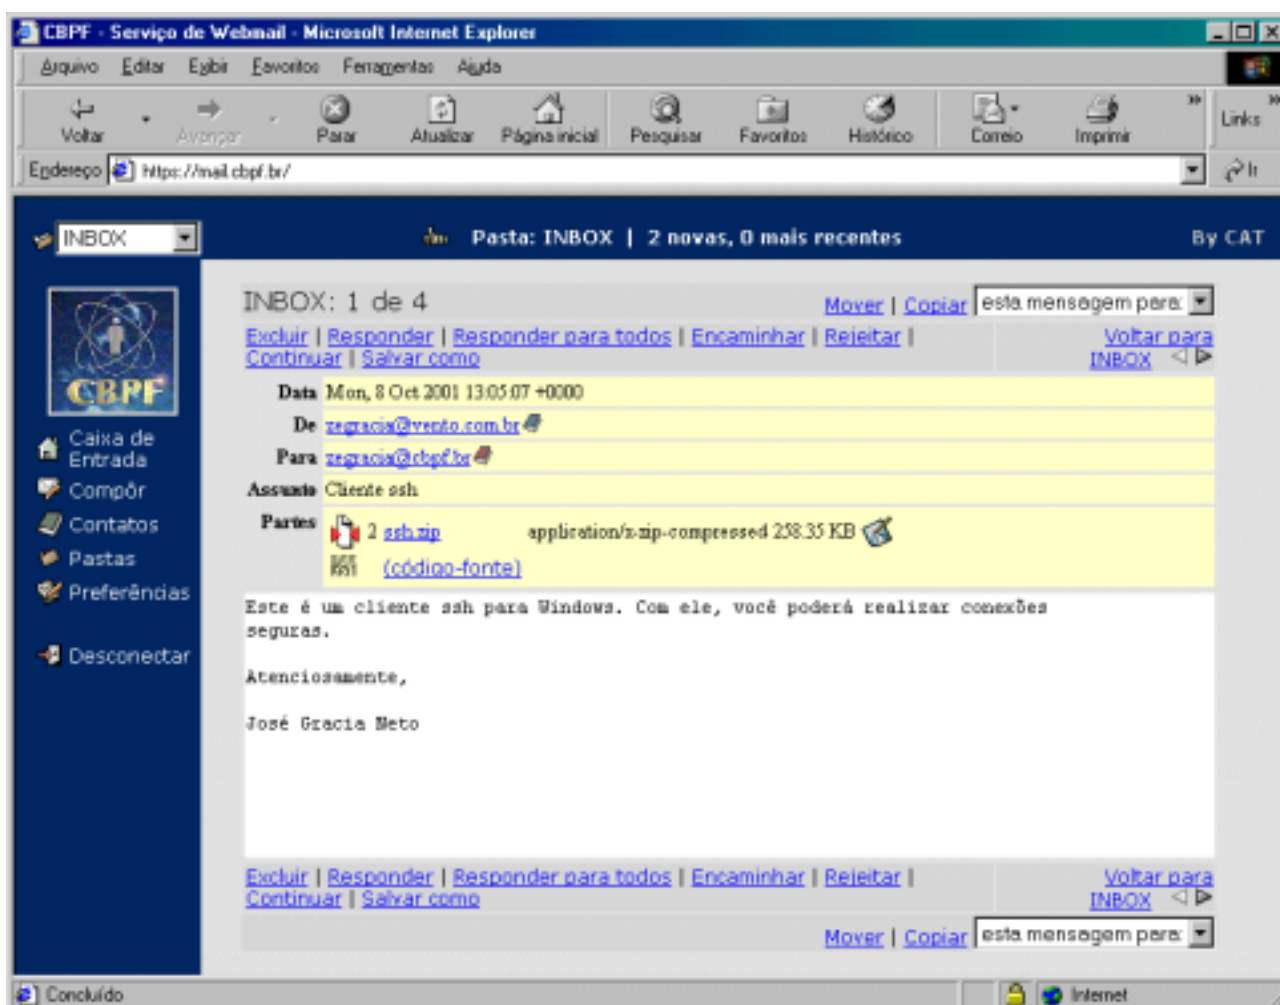 CBPF - Serviço de Webmail - Microsoft Internet Explorer
Arquivo Editar Exibir Favoritos Ferramentas Ajuda
Voltar Avançar Parar Atualizar Página inicial Pesquisar Favoritos Histórico Correio Imprimir Links
Endereço https://mail.cbpf.br/ Ir
INBOX Pasta: INBOX | 2 novas, 0 mais recentes By CAT
CBPF
Caixa de
Entrada
Compôr
Contatos
Pastas
Preferências
Desconectar
INBOX: 1 de 4 Mover | Copiar esta mensagem para:
Excluir | Responder | Responder para todos | Encaminhar | Rejeitar | Voltar para
Continuar | Salvar como INBOX
Data Mon, 8 Oct 2001 13:05:07 +0000
De zegracia@vento.com.br
Para zegracia@cbpf.br
Assunto Cliente ssh
Partes 2 ssh.zip application/x-zip-compressed 258.35 KB
(código-fonte)
Este é um cliente ssh para Windows. Com ele, você poderá realizar conexões
seguras.
Atenciosamente,
José Gracia Neto
Excluir | Responder | Responder para todos | Encaminhar | Rejeitar | Voltar para
Continuar | Salvar como INBOX
Mover | Copiar esta mensagem para:
Concluído Internet